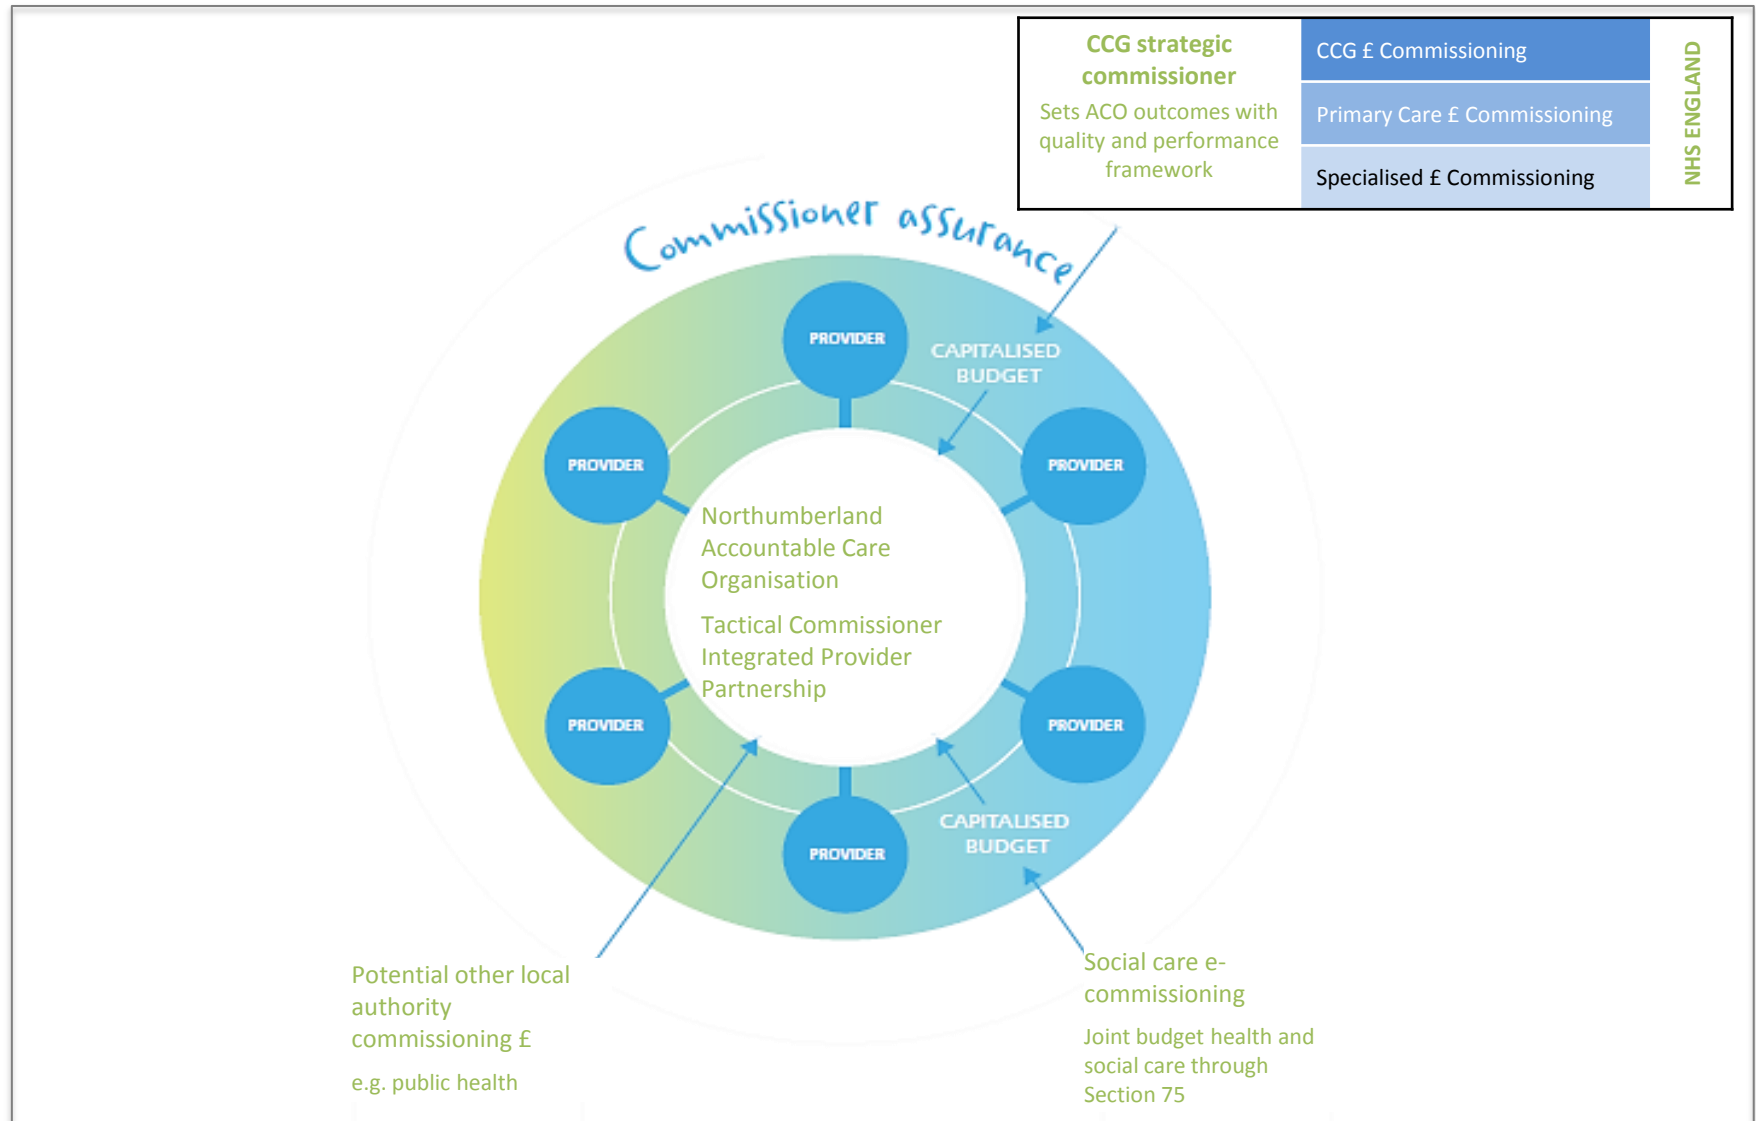 CCG strategic
commissioner
Sets ACO outcomes with
quality and performance
framework
CCG £ Commissioning
Primary Care £ Commissioning
Specialised £ Commissioning
NHS ENGLAND
Commissioner assurance
PROVIDER
CAPITALISED
BUDGET
PROVIDER
PROVIDER
Northumberland
Accountable Care
Organisation
Tactical Commissioner
Integrated Provider
Partnership
PROVIDER
PROVIDER
CAPITALISED
BUDGET
PROVIDER
Potential other local
authority
commissioning £
e.g. public health
Social care e-
commissioning
Joint budget health and
social care through
Section 75